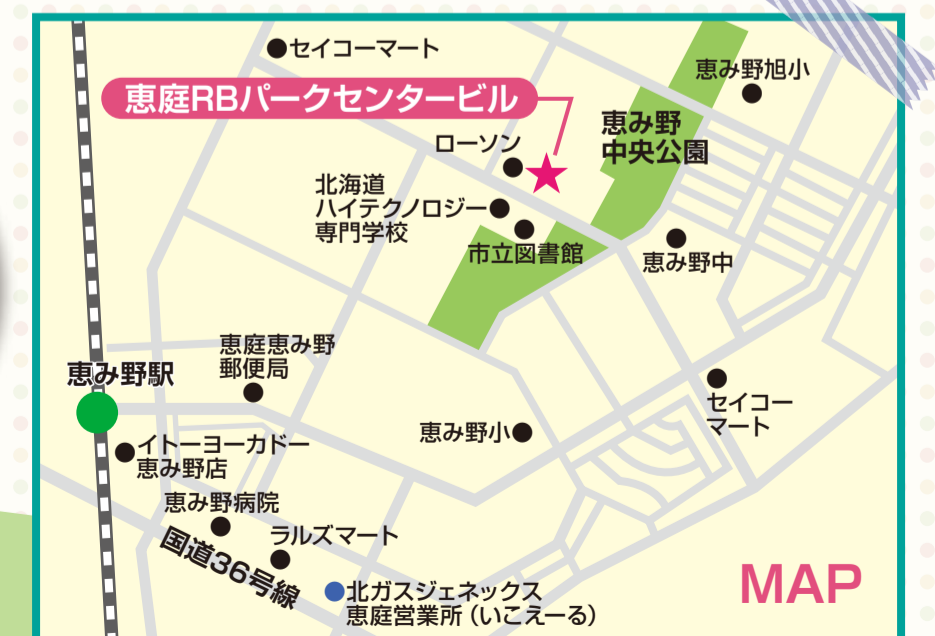 セイコーマート
恵み野旭小
恵庭RBパークセンタービル
恵み野
中央公園
ローソン
北海道
ハイテクノロジー
専門学校
市立図書館
恵み野中
恵庭恵み野
郵便局
恵み野駅
セイコー
マート
恵み野小
イトーヨーカドー
恵み野店
恵み野病院
ラルズマート
国道36号線
北ガスジェネックス
恵庭営業所（いこえーる）
MAP